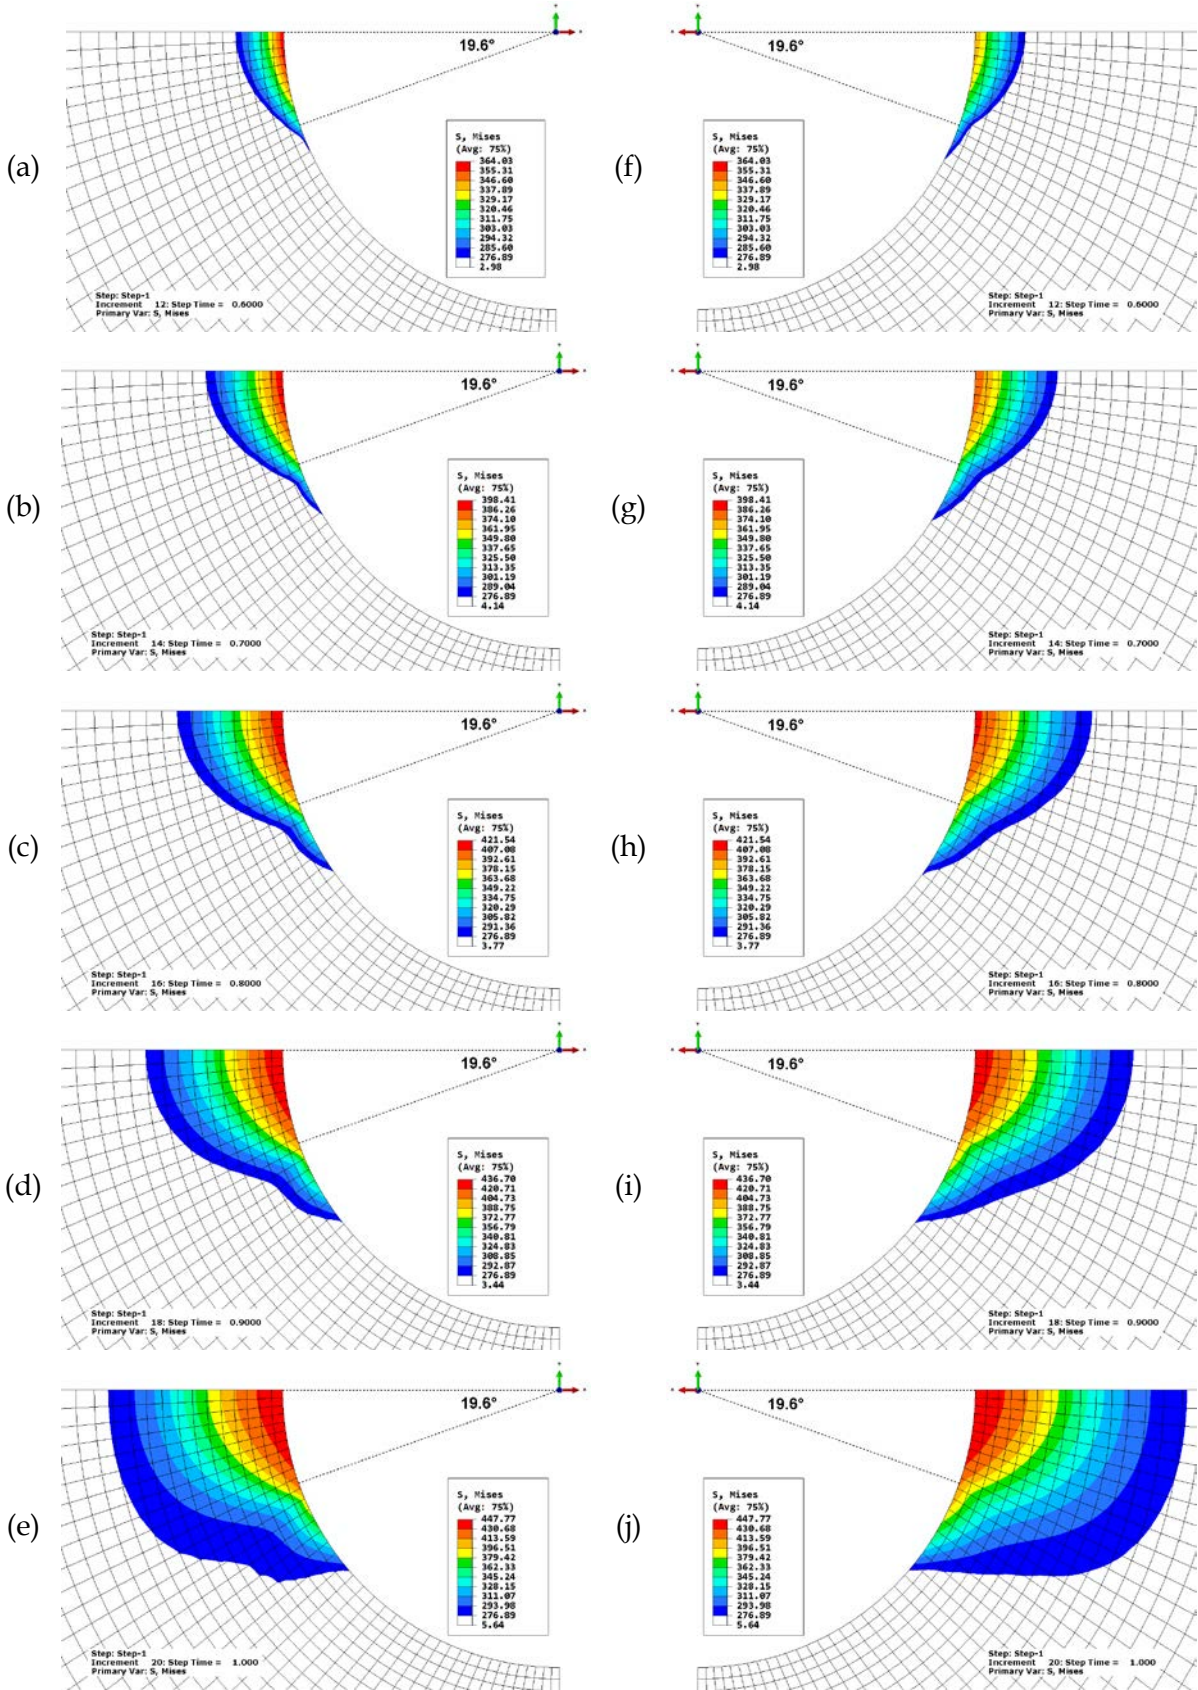 (a)
19.6°
S, Mises
(Avg: 75%)
364.03
355.31
346.60
337.89
329.17
320.46
311.75
303.03
294.32
285.60
276.89
2.98
Step: Step-1
Increment 12: Step Time = 0.6000
Primary Var: S, Mises
(f)
19.6°
S, Mises
(Avg: 75%)
364.03
355.31
346.60
337.89
329.17
320.46
311.75
303.03
294.32
285.60
276.89
2.98
Step: Step-1
Increment 12: Step Time = 0.6000
Primary Var: S, Mises
(b)
19.6°
S, Mises
(Avg: 75%)
398.41
386.26
374.10
361.95
349.80
337.65
325.50
313.35
301.19
289.04
276.89
4.14
Step: Step-1
Increment 14: Step Time = 0.7000
Primary Var: S, Mises
(g)
19.6°
S, Mises
(Avg: 75%)
398.41
386.26
374.10
361.95
349.80
337.65
325.50
313.35
301.19
289.04
276.89
4.14
Step: Step-1
Increment 14: Step Time = 0.7000
Primary Var: S, Mises
(c)
19.6°
S, Mises
(Avg: 75%)
421.54
407.08
392.61
378.15
363.68
349.22
334.75
320.29
305.82
291.36
276.89
3.77
Step: Step-1
Increment 16: Step Time = 0.8000
Primary Var: S, Mises
(h)
19.6°
S, Mises
(Avg: 75%)
421.54
407.08
392.61
378.15
363.68
349.22
334.75
320.29
305.82
291.36
276.89
3.77
Step: Step-1
Increment 16: Step Time = 0.8000
Primary Var: S, Mises
(d)
19.6°
S, Mises
(Avg: 75%)
436.70
420.71
404.73
388.75
372.77
356.79
340.81
324.83
308.85
292.87
276.89
3.44
Step: Step-1
Increment 18: Step Time = 0.9000
Primary Var: S, Mises
(i)
19.6°
S, Mises
(Avg: 75%)
436.70
420.71
404.73
388.75
372.77
356.79
340.81
324.83
308.85
292.87
276.89
3.44
Step: Step-1
Increment 18: Step Time = 0.9000
Primary Var: S, Mises
(e)
19.6°
S, Mises
(Avg: 75%)
447.77
430.68
413.59
396.51
379.42
362.33
345.24
328.15
311.07
293.98
276.89
5.64
Step: Step-1
Increment 20: Step Time = 1.000
Primary Var: S, Mises
(j)
19.6°
S, Mises
(Avg: 75%)
447.77
430.68
413.59
396.51
379.42
362.33
345.24
328.15
311.07
293.98
276.89
5.64
Step: Step-1
Increment 20: Step Time = 1.000
Primary Var: S, Mises